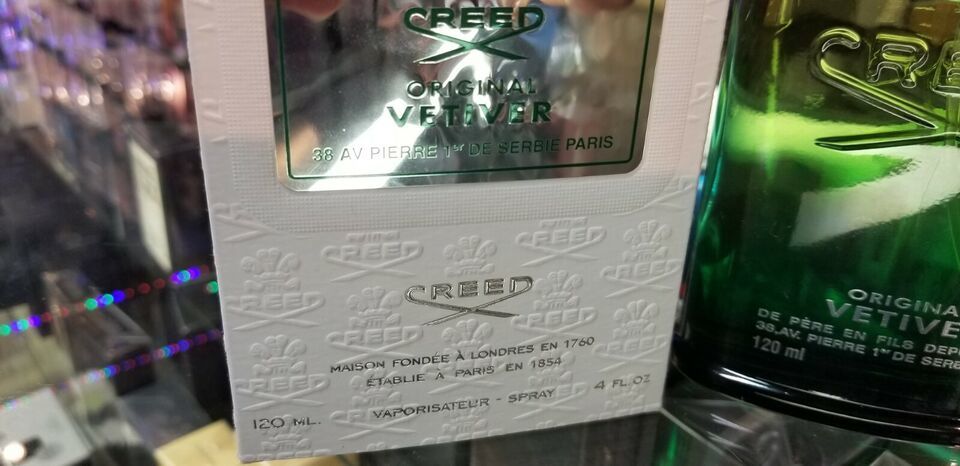 CREED
ORIGINAL
VETIVER
38 AV PIERRE 1er DE SERBIE PARIS
CREED
MAISON FONDÉE À LONDRES EN 1760
ÉTABLIE À PARIS EN 1854
VAPORISATEUR - SPRAY
120 ML.
4 FL.OZ
CREE
ORIGINA
VETIVE
DE PÈRE EN FILS DEP
38, AV. PIERRE 1er DE SERB
120 ml